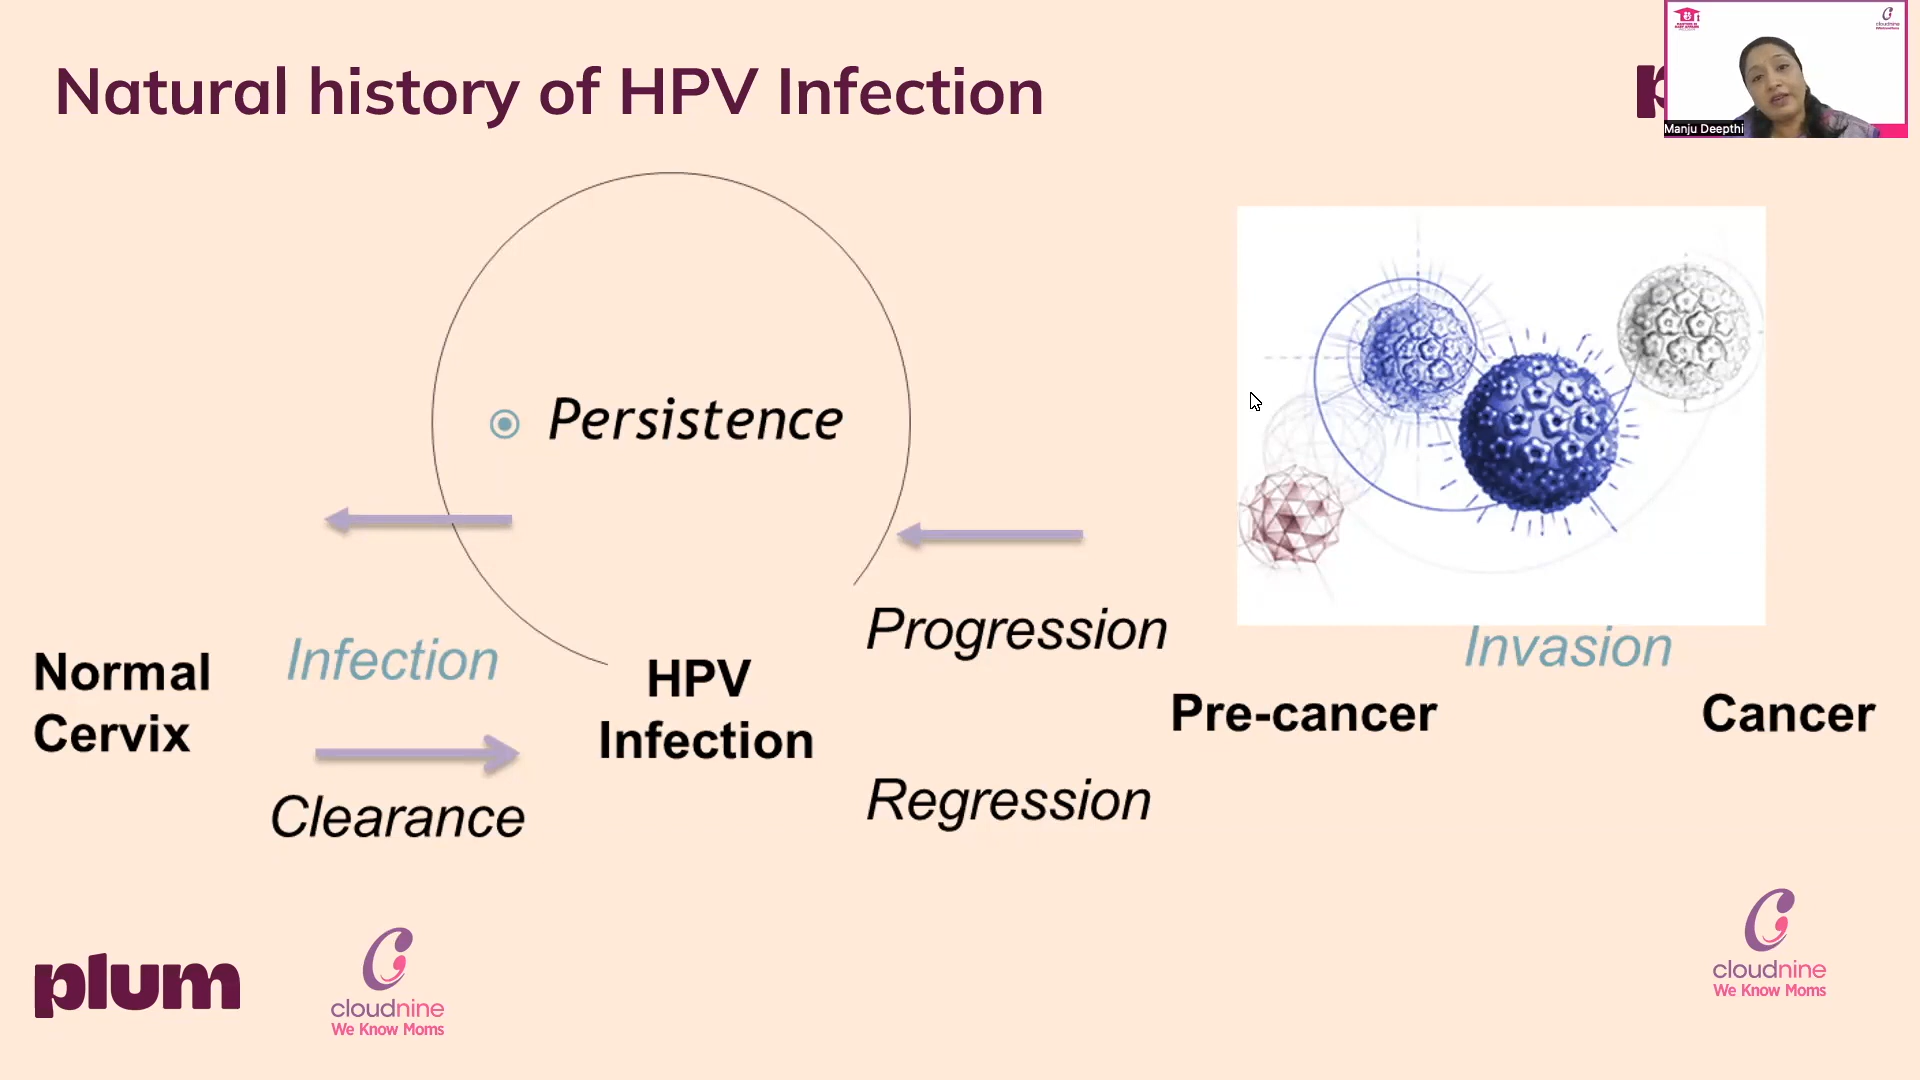 Natural history of HPV Infection
p
cloudnine
Manju Deepthi
Persistence
Progression
Infection
Invasion
Normal
Cervix
HPV
Infection
Pre-cancer
Cancer
Clearance
Regression
plum
cloudnine
We Know Moms
cloudnine
We Know Moms